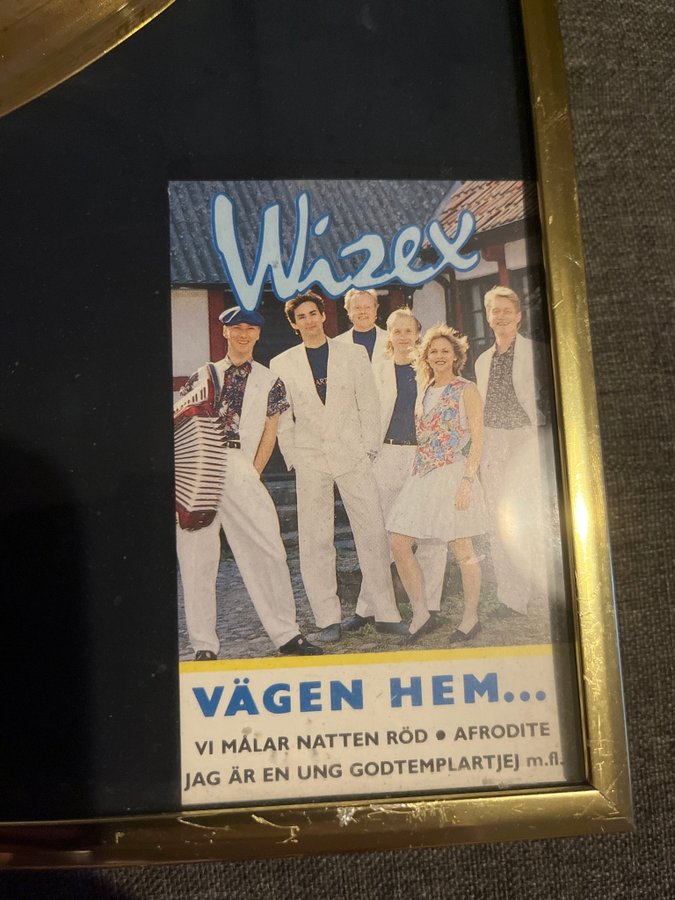 Wizex
VÄGEN HEM...
VI MÅLAR NATTEN RÖD • AFRODITE
JAG ÄR EN UNG GODTEMPLARTJEJ m.fl.